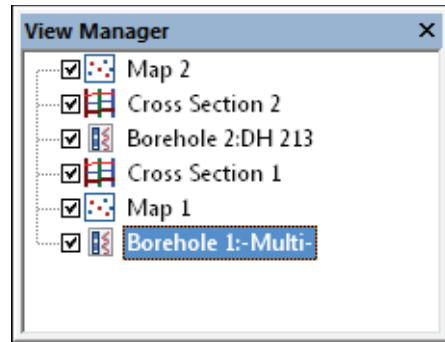 View Manager
Map 2
Cross Section 2
Borehole 2:DH 213
Cross Section 1
Map 1
Borehole 1:-Multi-